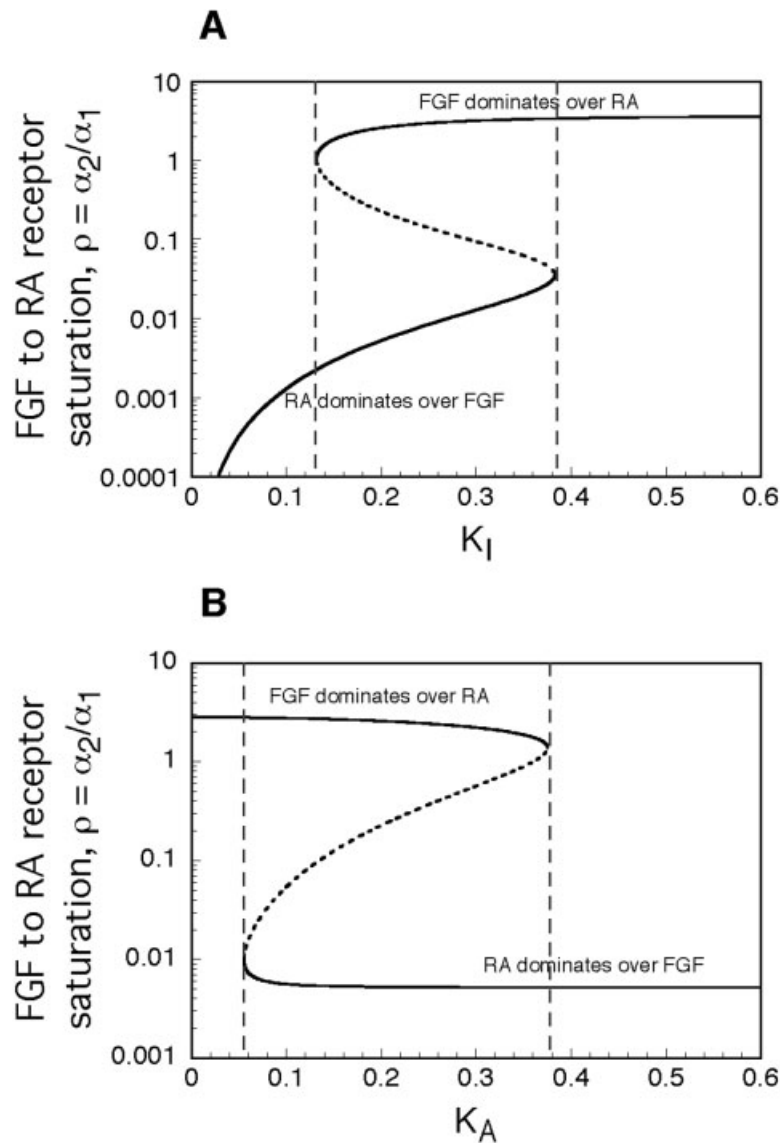 A
FGF to RA receptor
saturation, ρ = α₂/α₁
10
1
0.1
0.01
0.001
0.0001
FGF dominates over RA
RA dominates over FGF
0 0.1 0.2 0.3 0.4 0.5 0.6
K_I
B
FGF to RA receptor
saturation, ρ = α₂/α₁
10
1
0.1
0.01
0.001
FGF dominates over RA
RA dominates over FGF
0 0.1 0.2 0.3 0.4 0.5 0.6
K_A